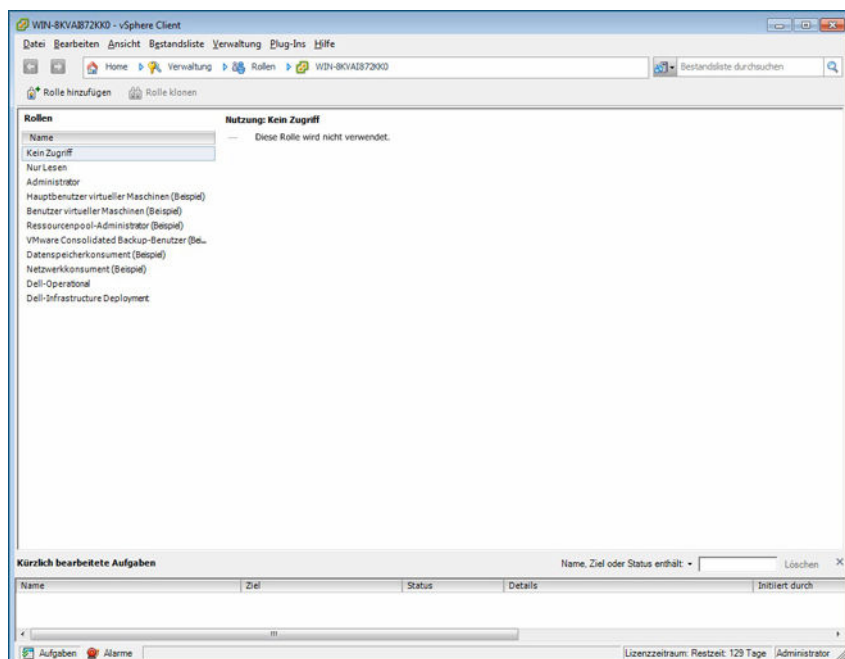 WIN-8KVAI872KK0 - vSphere Client
Datei Bearbeiten Ansicht Bestandsliste Verwaltung Plug-Ins Hilfe
Home Verwaltung Rollen WIN-8KVAI872KK0 Bestandsliste durchsuchen
Rolle hinzufügen Rolle klonen
Rollen
Name
Kein Zugriff
Nur Lesen
Administrator
Hauptbenutzer virtueller Maschinen (Beispiel)
Benutzer virtueller Maschinen (Beispiel)
Ressourcenpool-Administrator (Beispiel)
VMware Consolidated Backup-Benutzer (Bei...
Datenspeicherkonsument (Beispiel)
Netzwerkkonsument (Beispiel)
Dell-Operational
Dell-Infrastructure Deployment
Nutzung: Kein Zugriff
Diese Rolle wird nicht verwendet.
Kürzlich bearbeitete Aufgaben Name, Ziel oder Status enthält: Löschen
Name Ziel Status Details Initiiert durch
Aufgaben Alarme Lizenzzeitraum: Restzeit: 129 Tage Administrator